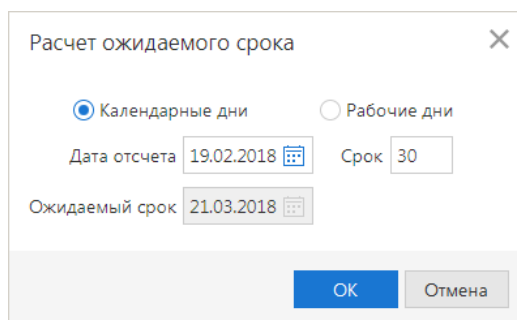 Расчет ожидаемого срока
Календарные дни Рабочие дни
Дата отсчета 19.02.2018 Срок 30
Ожидаемый срок 21.03.2018
ОК Отмена